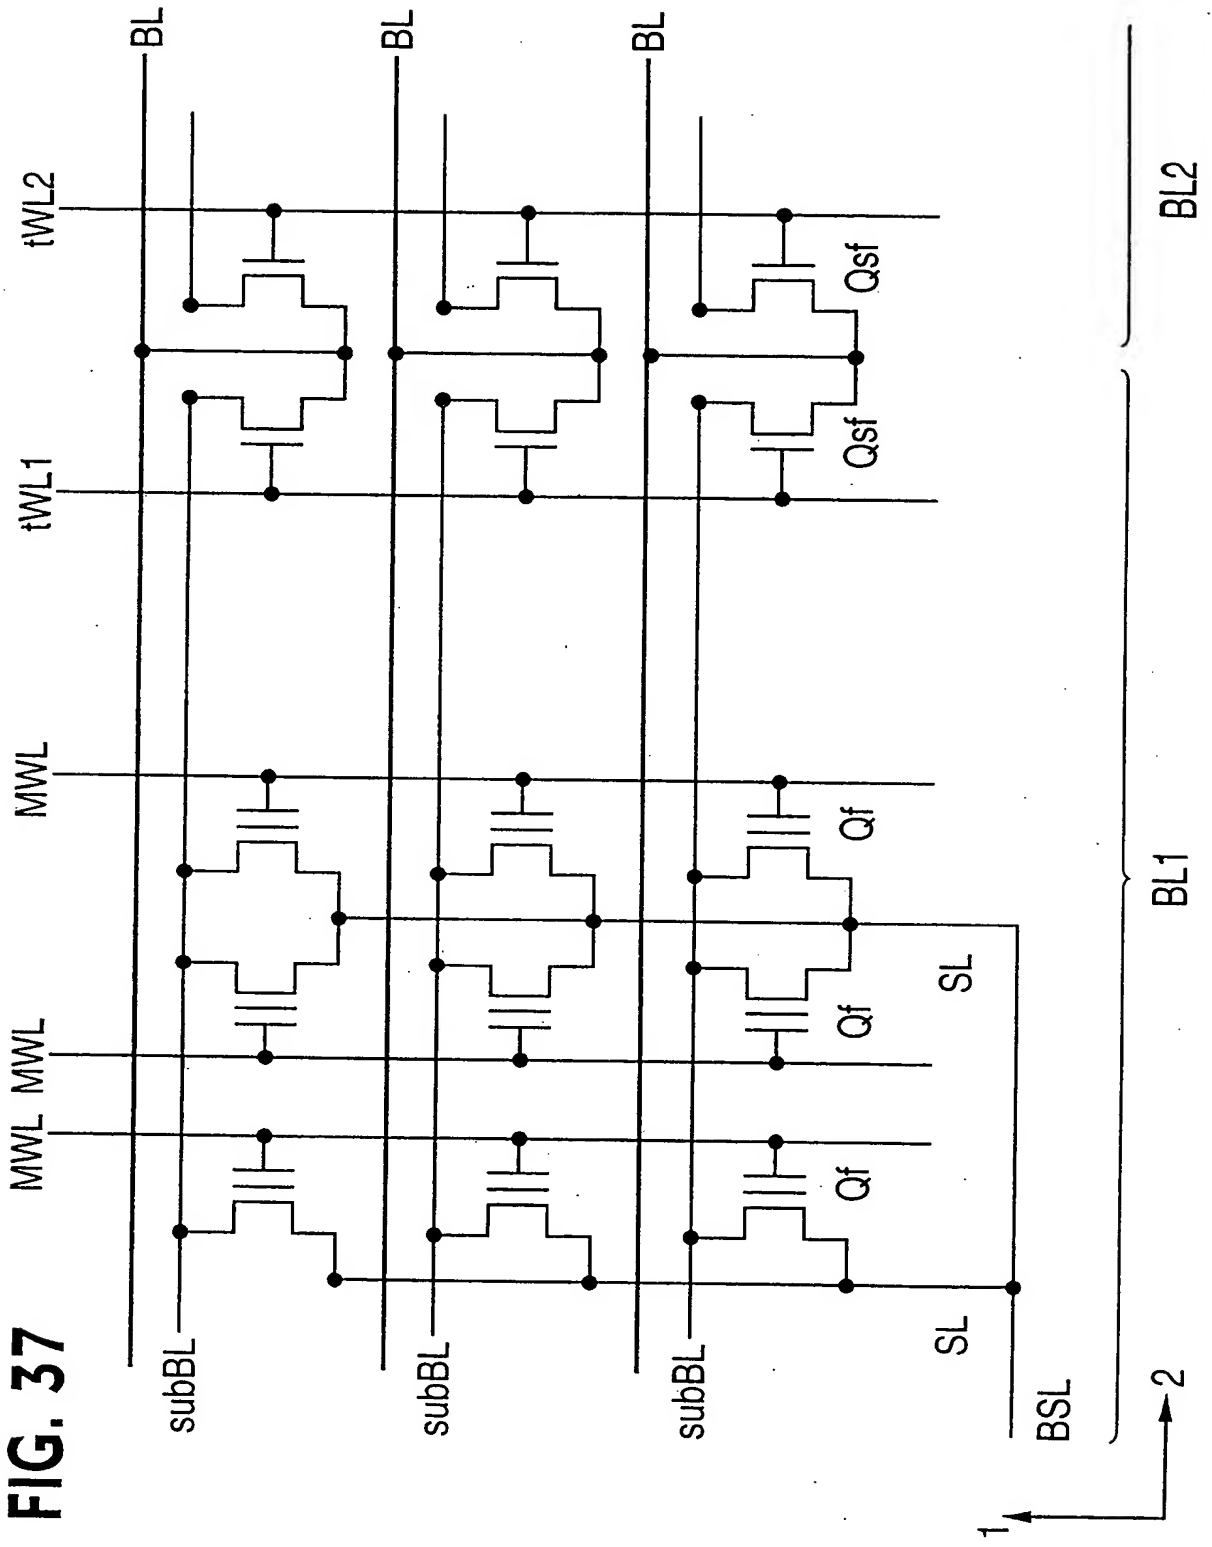 FIG. 37
MWL MWL MWL tWL1 tWL2
BL
subBL
BL
subBL
BL
subBL
Qf Qf Qf Qsf Qsf
SL SL
1
BSL
2
BL1 BL2